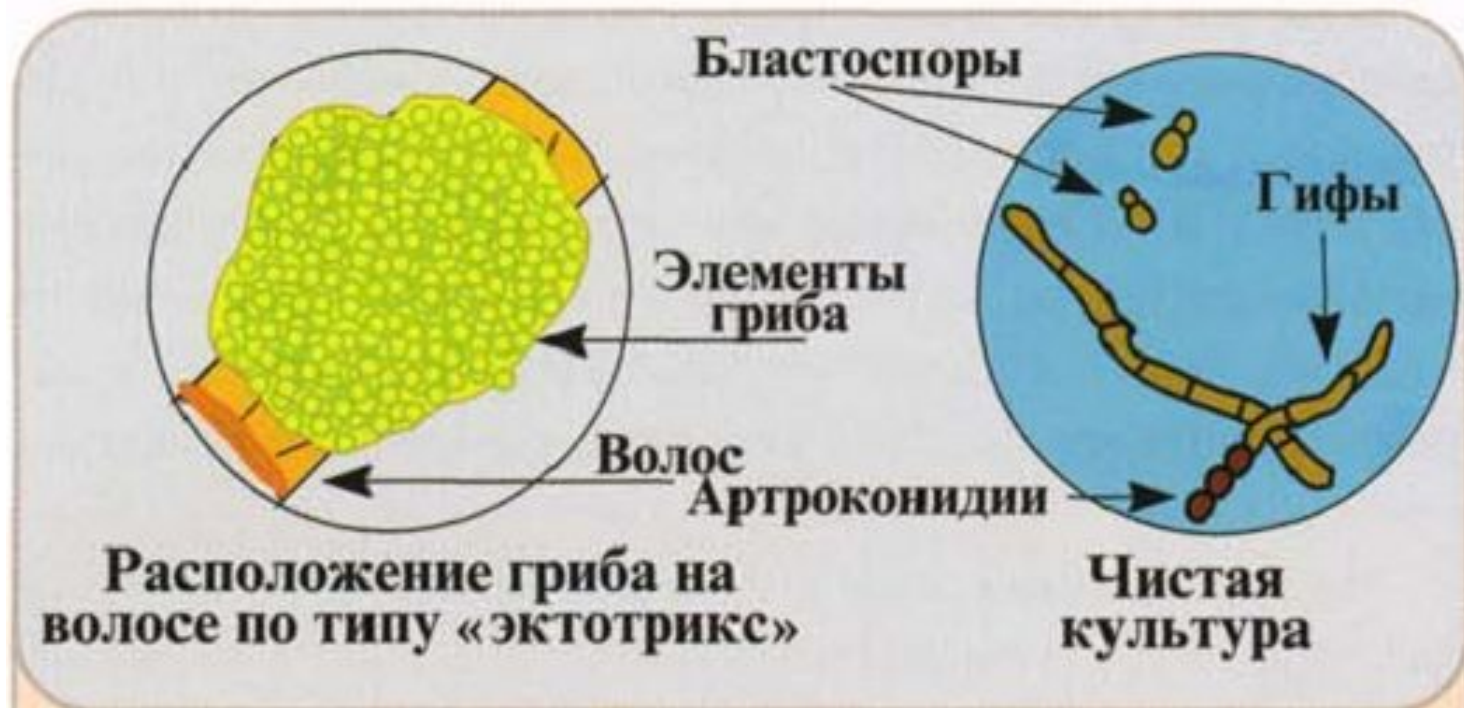 Бластоспоры
Гифы
Элементы
гриба
Волос
Артроконидии
Расположение гриба на
волосе по типу «эктотрикс»
Чистая
культура